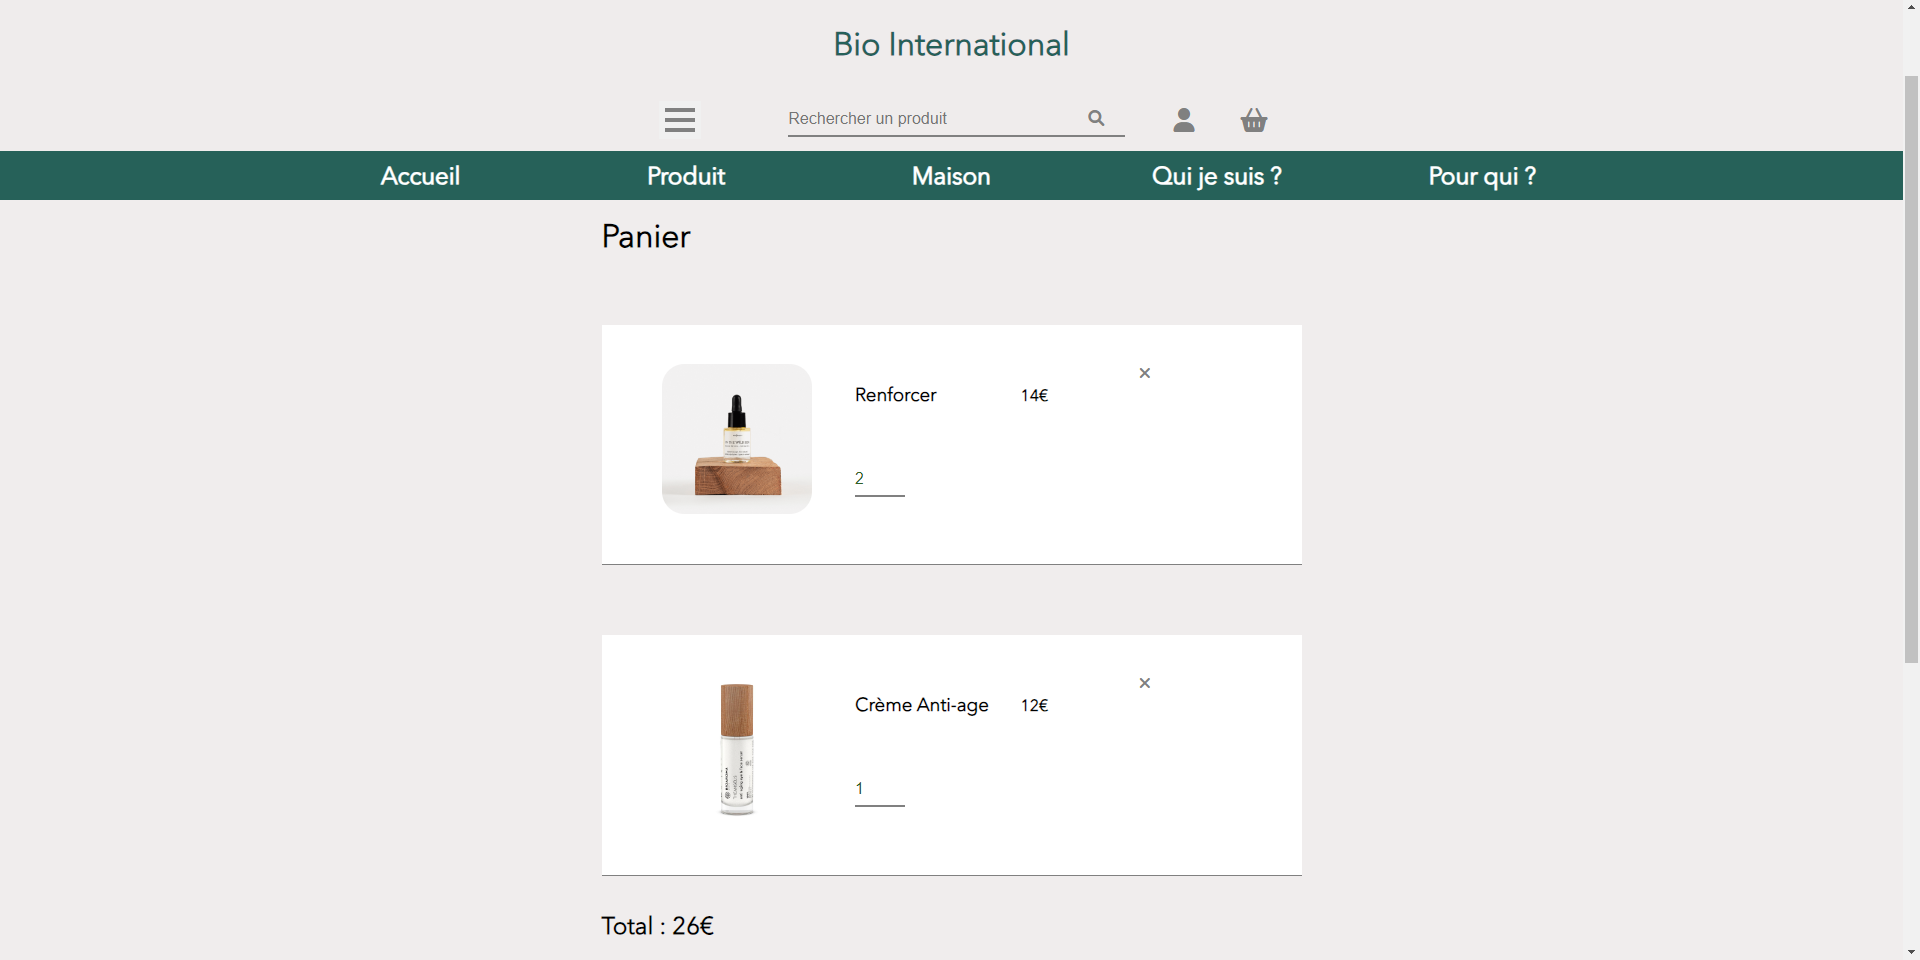 Bio International
Rechercher un produit
Accueil Produit Maison Qui je suis ? Pour qui ?
Panier
Renforcer 14€
2
Crème Anti-age 12€
1
Total : 26€